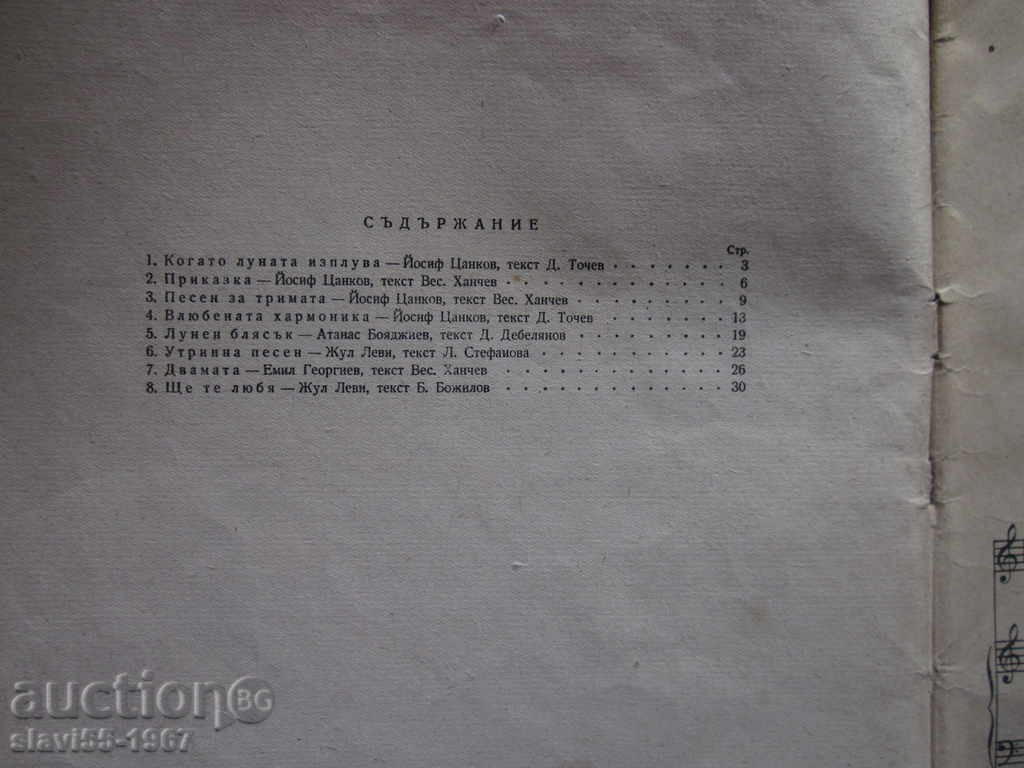 СЪДЪРЖАНИЕ
Стр.
1. Когато луната изплува — Йосиф Цанков, текст Д. Точев . . . . . . . 3
2. Приказка — Йосиф Цанков, текст Вес. Ханчев . . . . . . . . . . . . . 6
3. Песен за тримата — Йосиф Цанков, текст Вес. Ханчев . . . . . . . . . 9
4. Влюбената хармоника — Йосиф Цанков, текст Д. Точев . . . . . . . . 13
5. Лунен блясък — Атанас Бояджиев, текст Д. Дебелянов . . . . . . . . . 19
6. Утринна песен — Жул Леви, текст Л. Стефанова . . . . . . . . . . 23
7. Двамата — Емил Георгиев, текст Вес. Ханчев . . . . . . . . . . . . . 26
8. Ще те любя — Жул Леви, текст Б. Божилов . . . . . . . . . . . . . 30
auction BG
slavi55-1967